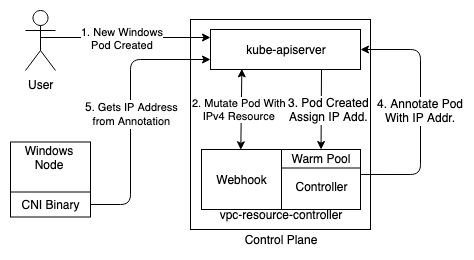 1. New Windows
Pod Created
kube-apiserver
User
5. Gets IP Address
from Annotation
2. Mutate Pod With
IPv4 Resource
3. Pod Created
Assign IP Add.
4. Annotate Pod
With IP Addr.
Windows
Node
CNI Binary
Webhook
Warm Pool
Controller
vpc-resource-controller
Control Plane